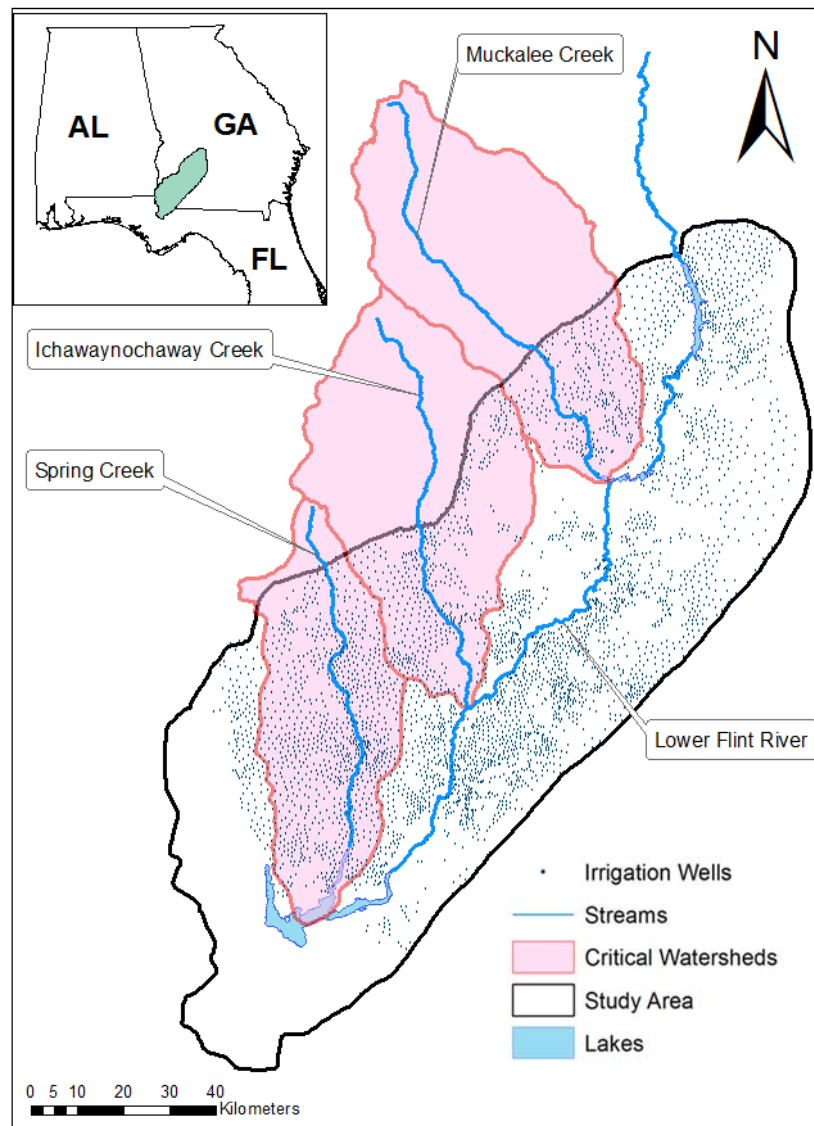 AL
GA
FL
Muckalee Creek
N
Ichawaynochaway Creek
Spring Creek
Lower Flint River
Irrigation Wells
Streams
Critical Watersheds
Study Area
Lakes
0 5 10 20 30 40
Kilometers